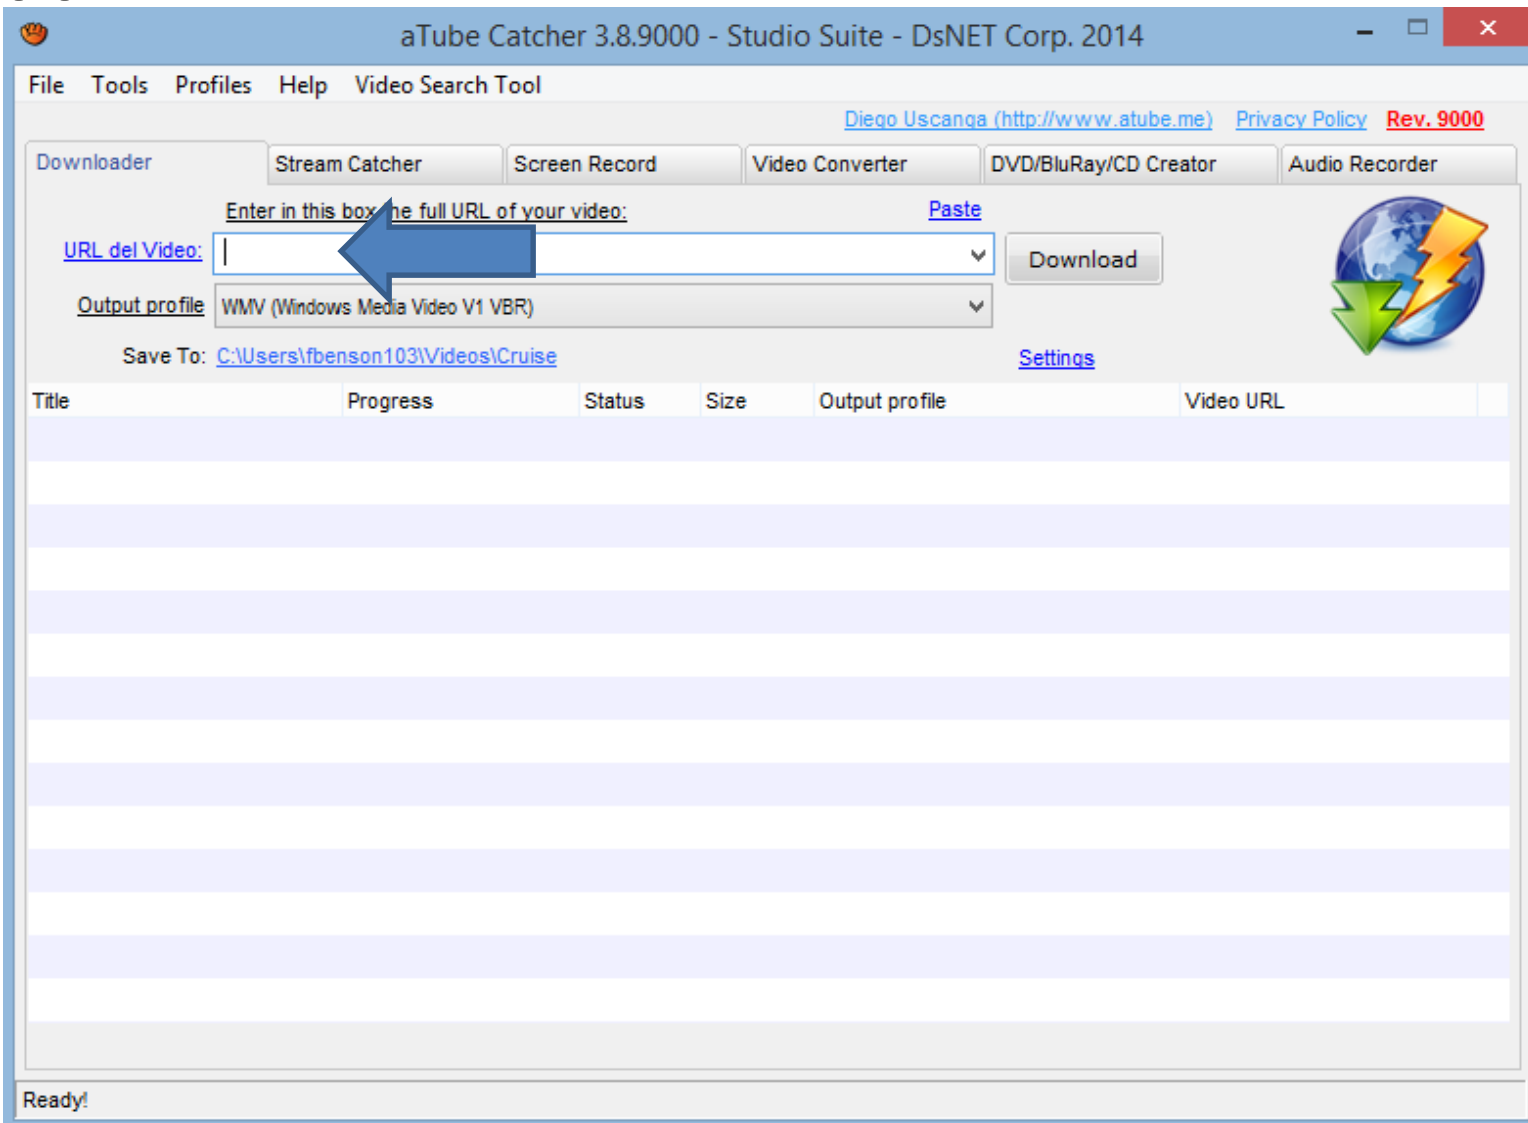 aTube Catcher 3.8.9000 - Studio Suite - DsNET Corp. 2014
File Tools Profiles Help Video Search Tool
Diego Uscanga (http://www.atube.me) Privacy Policy Rev. 9000
Downloader Stream Catcher Screen Record Video Converter DVD/BluRay/CD Creator Audio Recorder
Enter in this box he full URL of your video: Paste
URL del Video: Download
Output profile WMV (Windows Media Video V1 VBR)
Save To: C:\Users\fbenson103\Videos\Cruise Settings
Title Progress Status Size Output profile Video URL
Ready!